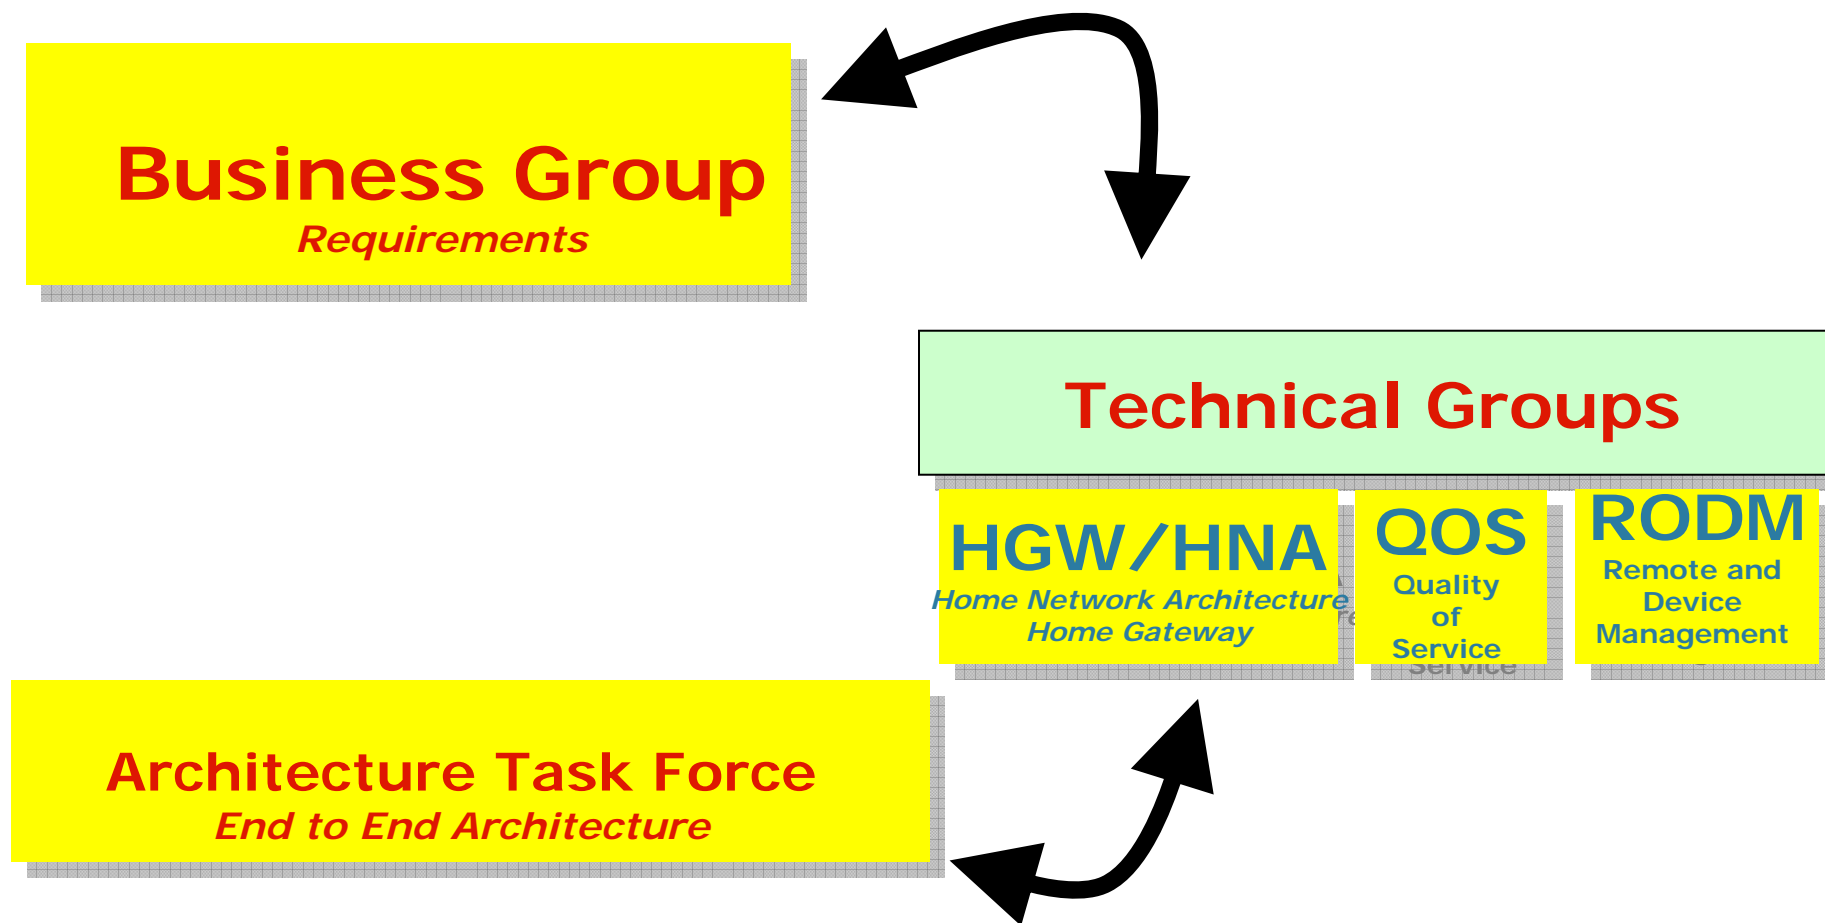 Business Group
Requirements
Technical Groups
HGW/HNA
Home Network Architecture
Home Gateway
QOS
Quality
of
Service
RODM
Remote and
Device
Management
Architecture Task Force
End to End Architecture